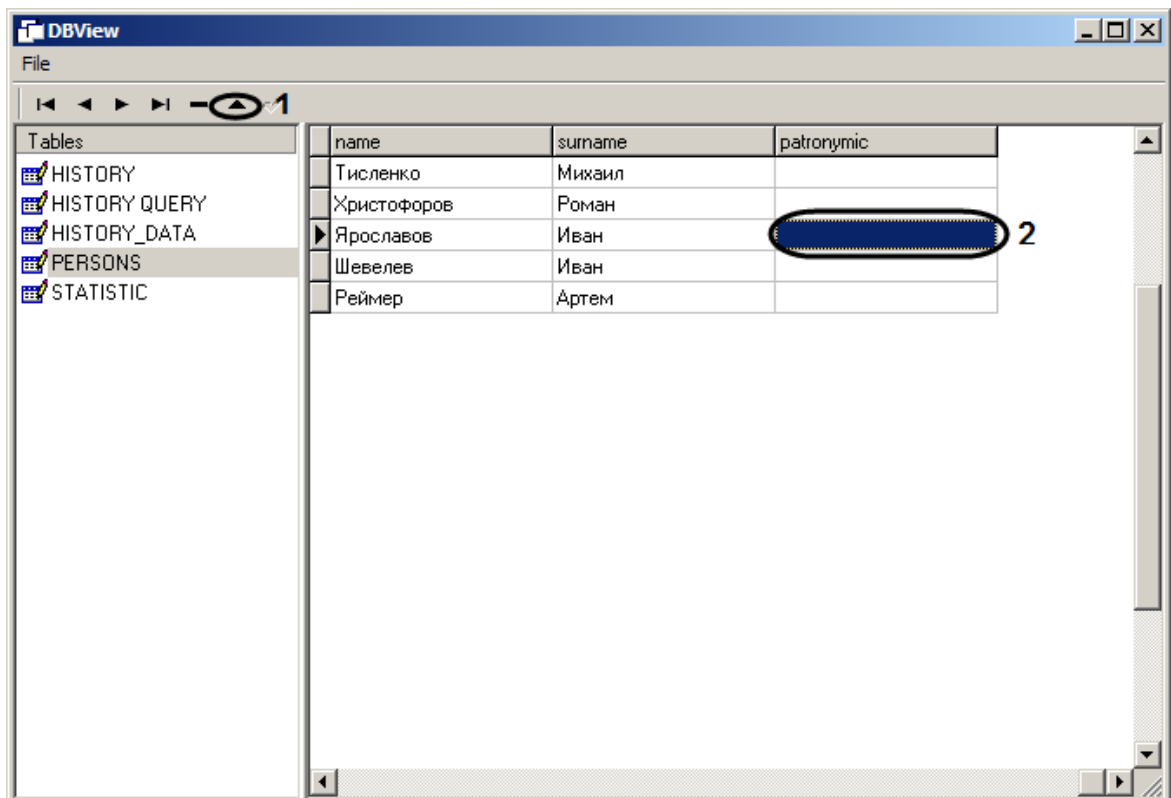 DBView
File
1
Tables
HISTORY
HISTORY QUERY
HISTORY_DATA
PERSONS
STATISTIC
name surname patronymic
Тисленко Михаил
Христофоров Роман
Ярославов Иван
2
Шевелев Иван
Реймер Артем